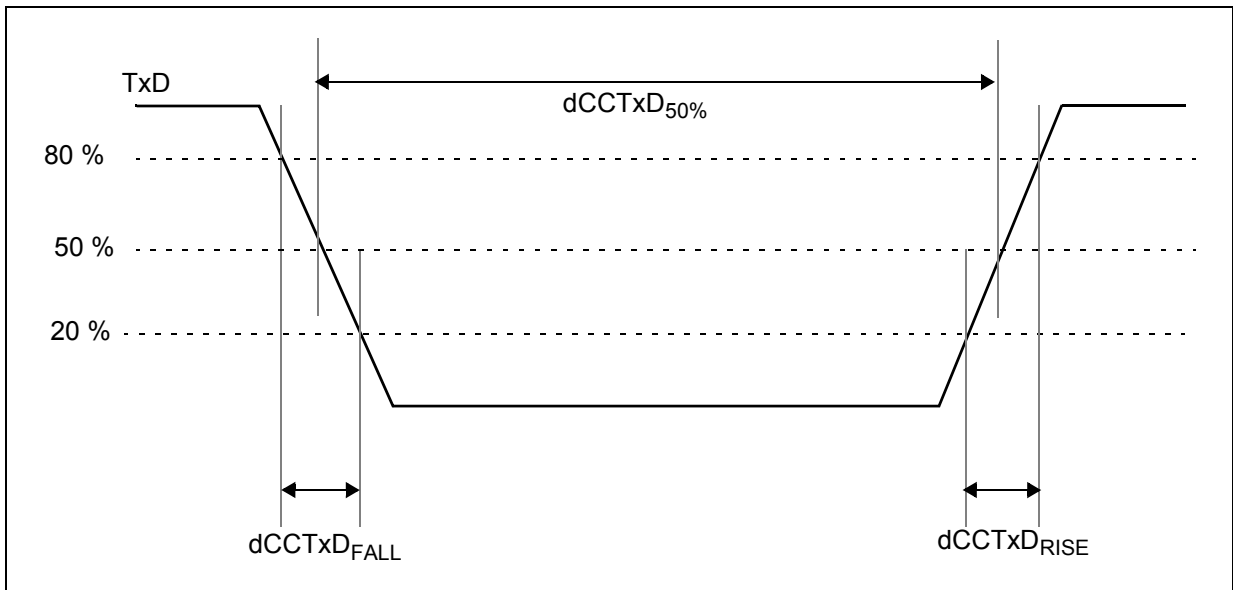 TxD
dCCTxD50%
80 %
50 %
20 %
dCCTxDFALL
dCCTxDRISE